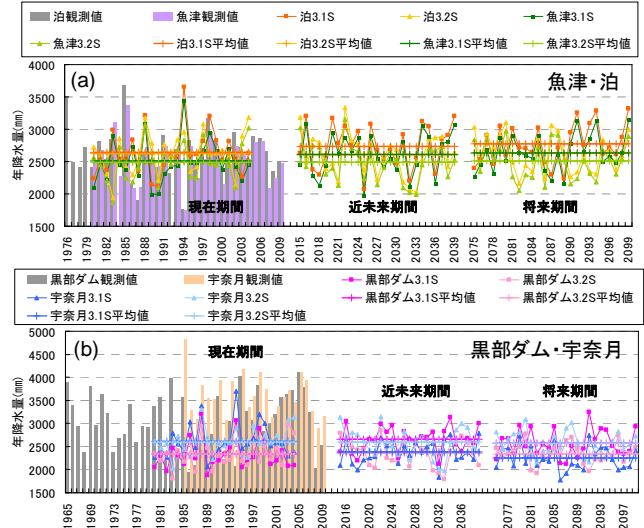 泊観測値 魚津観測値 泊3.1S 泊3.2S 魚津3.1S
魚津3.2S 泊3.1S平均値 泊3.2S平均値 魚津3.1S平均値 魚津3.2S平均値
4000
3500
3000
2500
2000
1500
年降水量(mm)
(a)
魚津・泊
現在期間
近未来期間
将来期間
1976 1979 1982 1985 1988 1991 1994 1997 2000 2003 2006 2009 2015 2018 2021 2024 2027 2030 2033 2036 2039 2075 2078 2081 2084 2087 2090 2093 2096 2099
黒部ダム観測値 宇奈月観測値 黒部ダム3.1S 黒部ダム3.2S
宇奈月3.1S 宇奈月3.2S 黒部ダム3.1S平均値 黒部ダム3.2S平均値
宇奈月3.1S平均値 宇奈月3.2S平均値
5000
4500
4000
3500
3000
2500
2000
1500
年降水量(mm)
(b)
黒部ダム・宇奈月
現在期間
近未来期間
将来期間
1965 1969 1973 1977 1981 1985 1989 1993 1997 2001 2005 2009 2016 2020 2024 2028 2032 2036 2077 2081 2085 2089 2093 2097